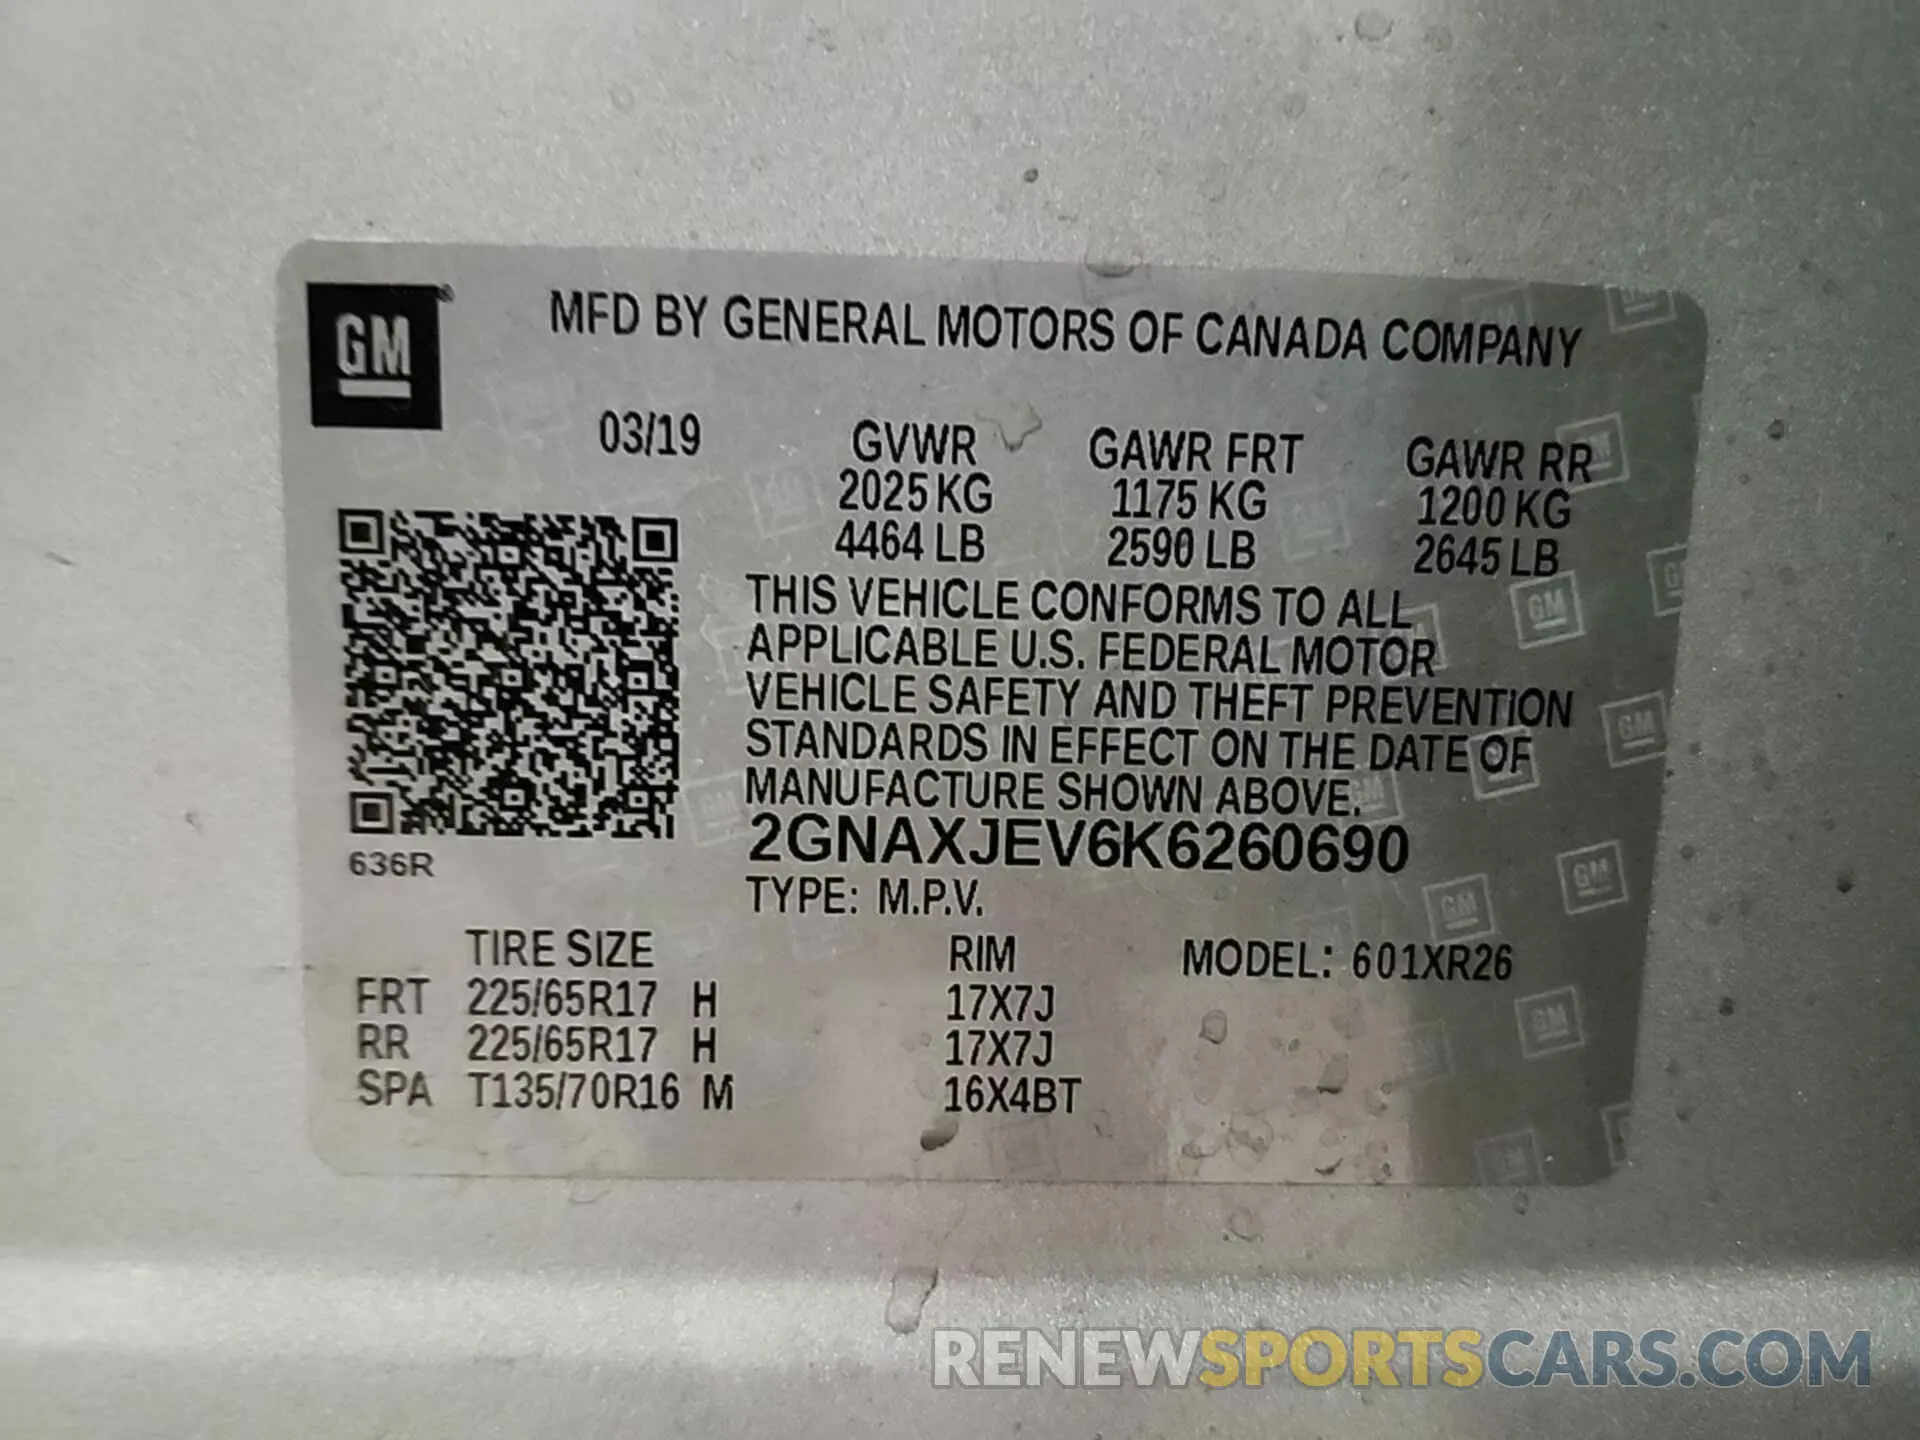 GM®
MFD BY GENERAL MOTORS OF CANADA COMPANY
03/19 GVWR GAWR FRT GAWR RR
2025 KG 1175 KG 1200 KG
4464 LB 2590 LB 2645 LB
THIS VEHICLE CONFORMS TO ALL
APPLICABLE U.S. FEDERAL MOTOR
VEHICLE SAFETY AND THEFT PREVENTION
STANDARDS IN EFFECT ON THE DATE OF
MANUFACTURE SHOWN ABOVE.
2GNAXJEV6K6260690
636R
TYPE: M.P.V.
TIRE SIZE RIM MODEL: 601XR26
FRT 225/65R17 H 17X7J
RR 225/65R17 H 17X7J
SPA T135/70R16 M 16X4BT
RENEWSPORTSCARS.COM